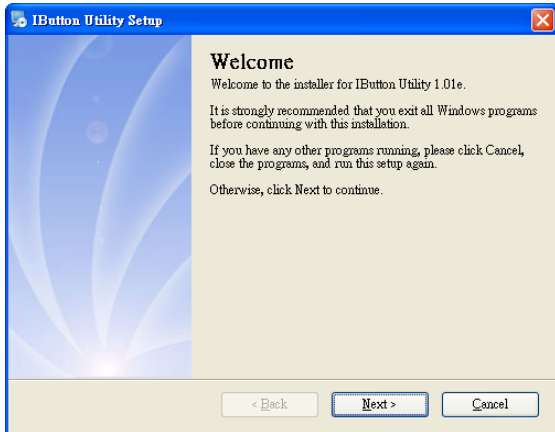 IButton Utility Setup
Welcome
Welcome to the installer for IButton Utility 1.01e.
It is strongly recommended that you exit all Windows programs
before continuing with this installation.
If you have any other programs running, please click Cancel,
close the programs, and run this setup again.
Otherwise, click Next to continue.
< Back Next > Cancel